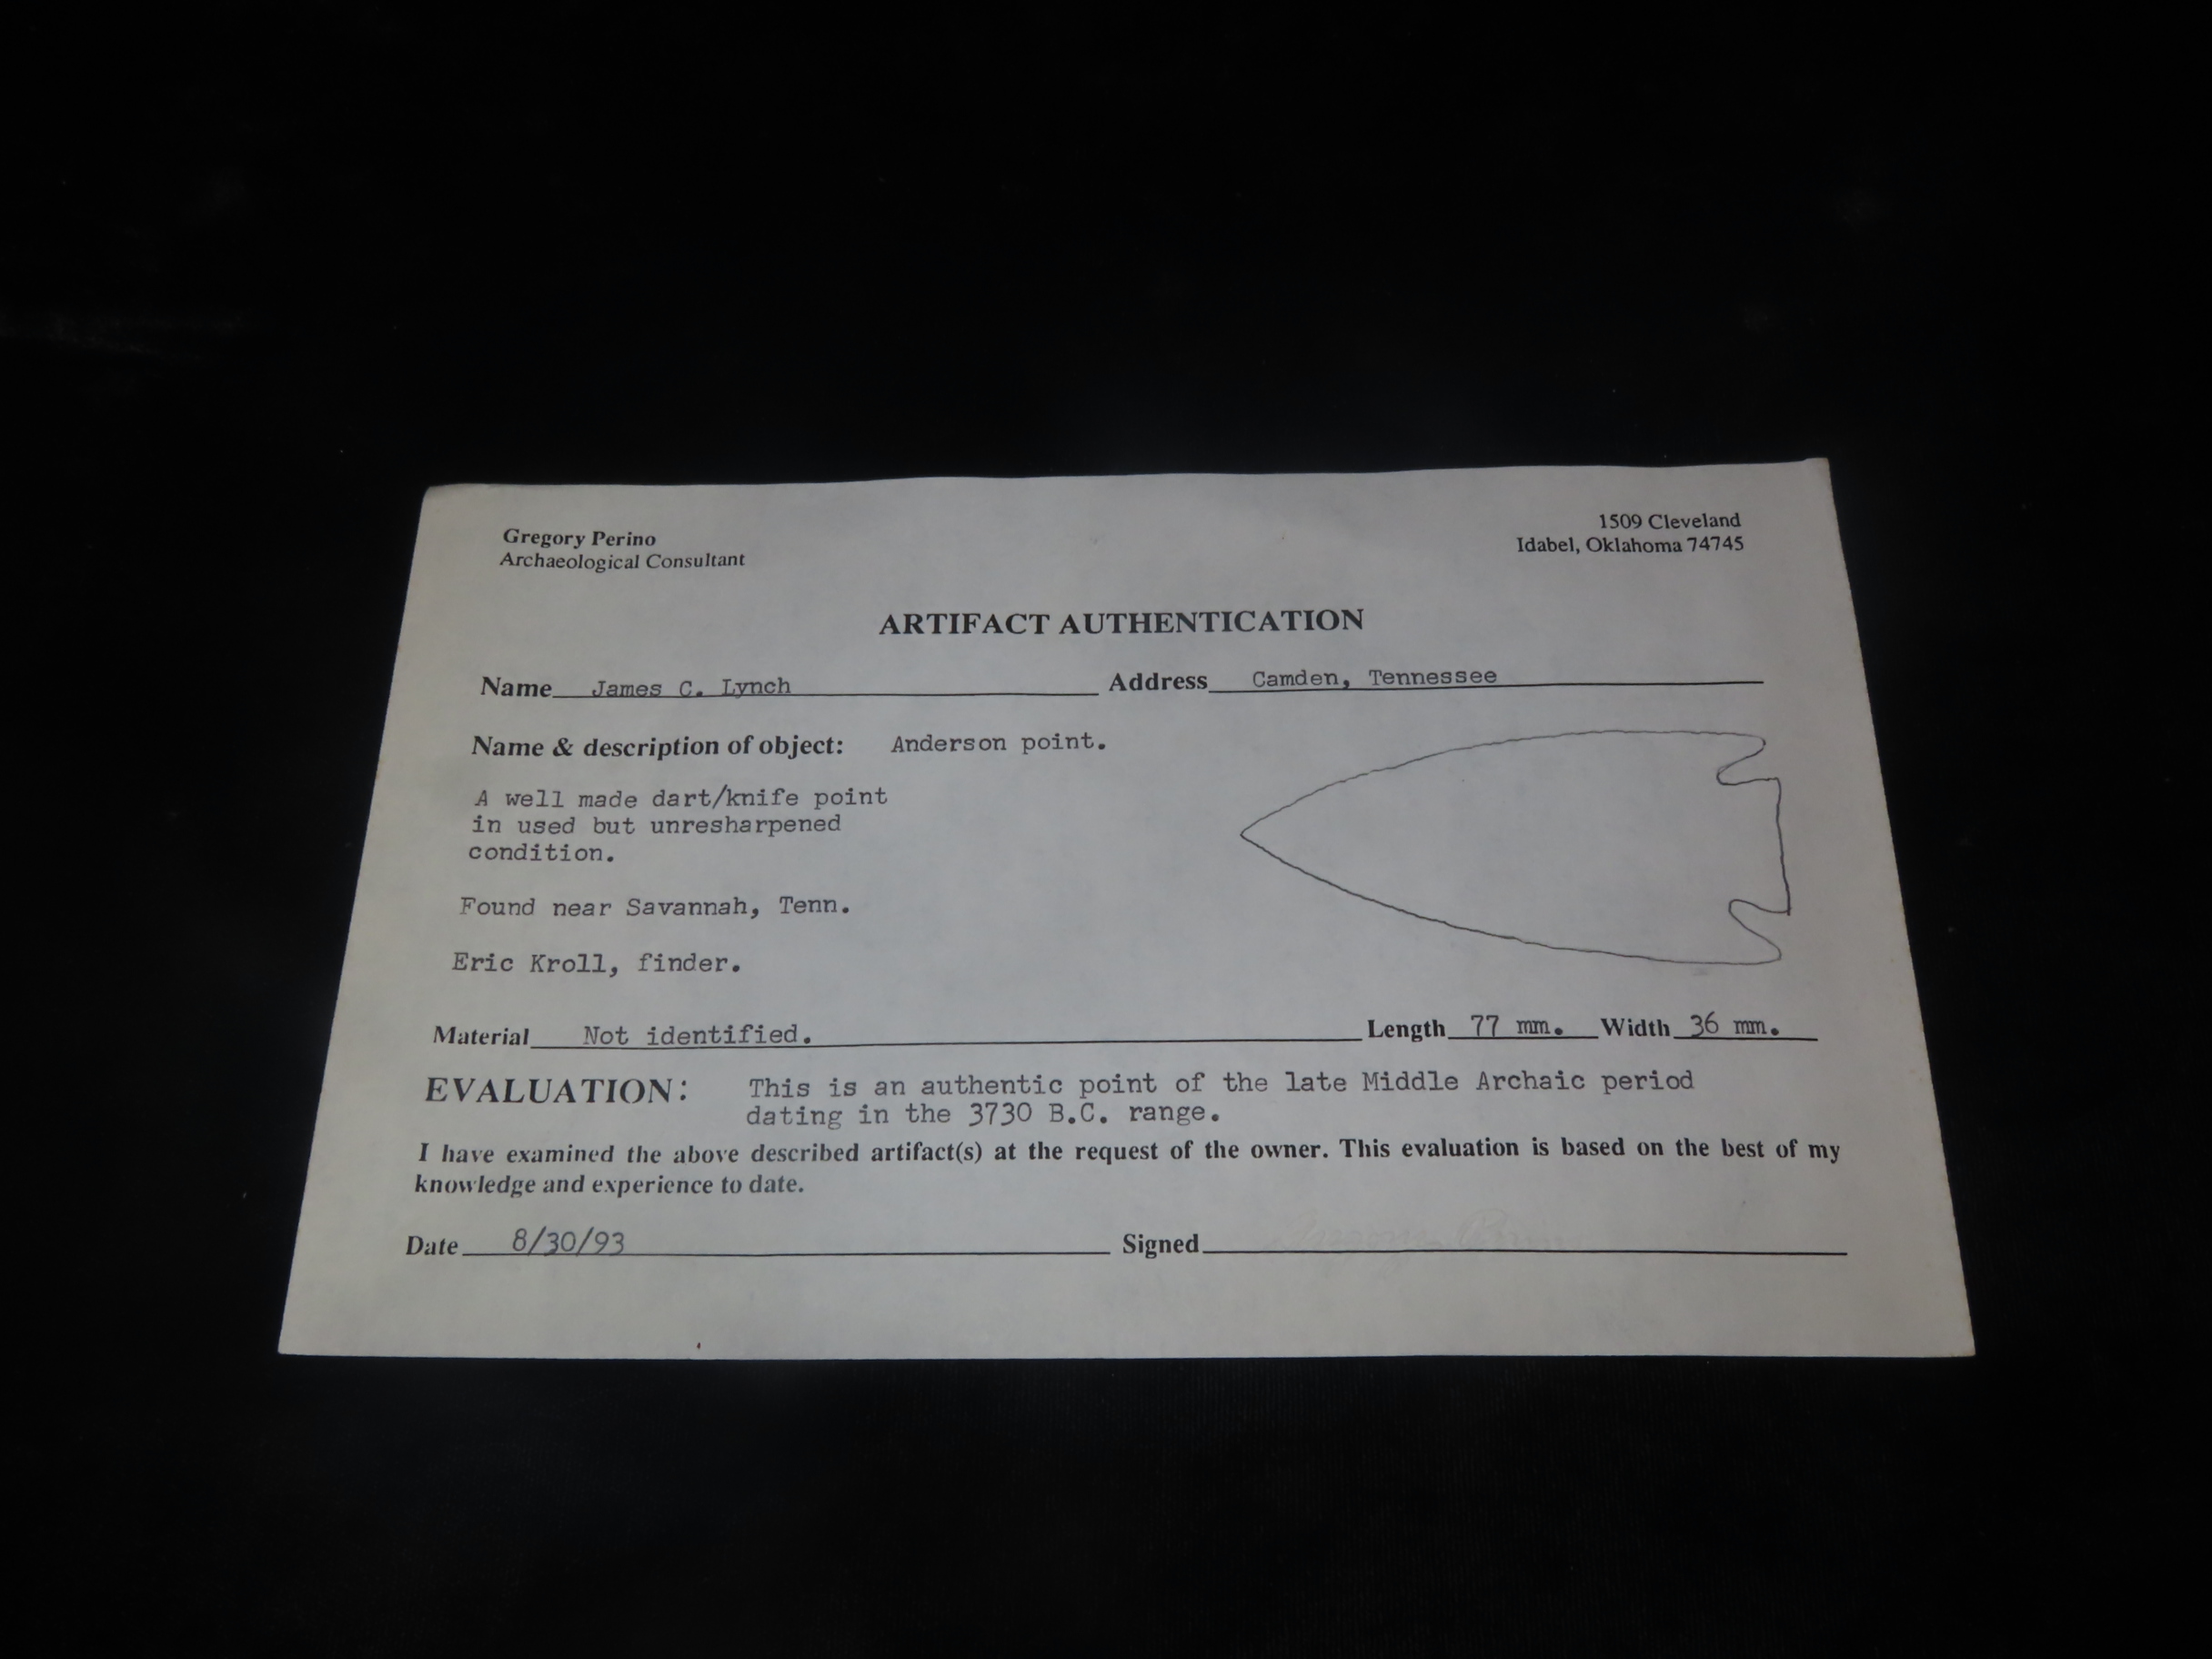 Gregory Perino
Archaeological Consultant
1509 Cleveland
Idabel, Oklahoma 74745
ARTIFACT AUTHENTICATION
Name James C. Lynch Address Camden, Tennessee
Name & description of object: Anderson point.
A well made dart/knife point
in used but unresharpened
condition.
Found near Savannah, Tenn.
Eric Kroll, finder.
Material Not identified. Length 77 mm. Width 36 mm.
EVALUATION: This is an authentic point of the late Middle Archaic period
dating in the 3730 B.C. range.
I have examined the above described artifact(s) at the request of the owner. This evaluation is based on the best of my
knowledge and experience to date.
Date 8/30/93 Signed